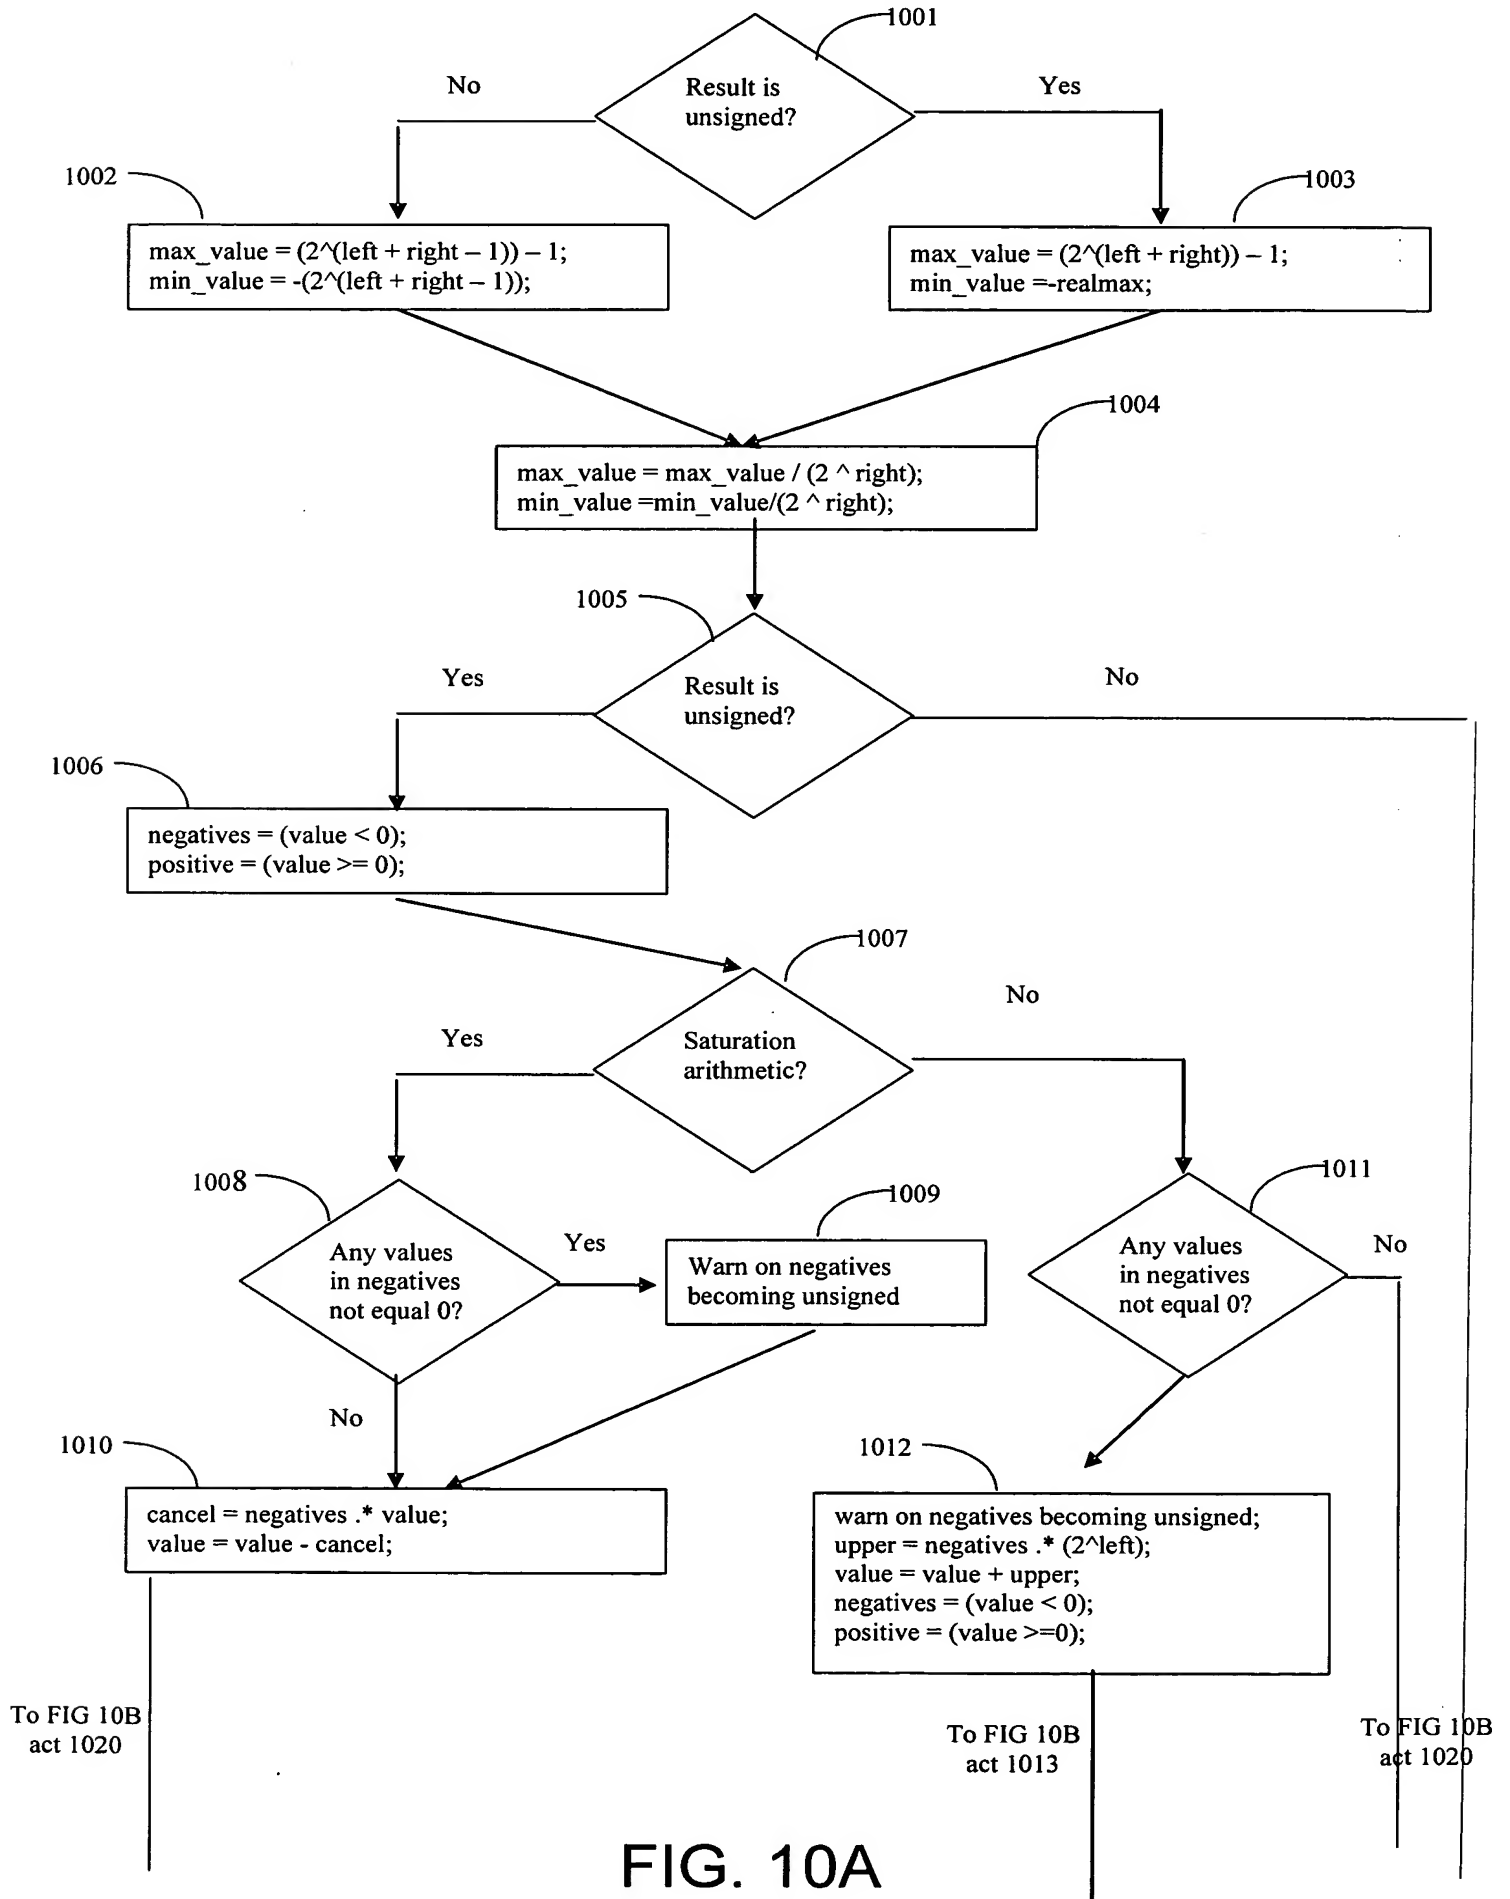 1001
No
Result is
unsigned?
Yes
1002
1003
max_value = (2^(left + right – 1)) – 1;
min_value = -(2^(left + right – 1));
max_value = (2^(left + right)) – 1;
min_value =-realmax;
1004
max_value = max_value / (2 ^ right);
min_value =min_value/(2 ^ right);
1005
Yes
Result is
unsigned?
No
1006
negatives = (value < 0);
positive = (value >= 0);
1007
No
Yes
Saturation
arithmetic?
1008
1009
1011
Any values
in negatives
not equal 0?
Yes
Warn on negatives
becoming unsigned
Any values
in negatives
not equal 0?
No
No
1010
1012
cancel = negatives .* value;
value = value - cancel;
warn on negatives becoming unsigned;
upper = negatives .* (2^left);
value = value + upper;
negatives = (value < 0);
positive = (value >=0);
To FIG 10B
act 1020
To FIG 10B
act 1013
To FIG 10B
act 1020
FIG. 10A